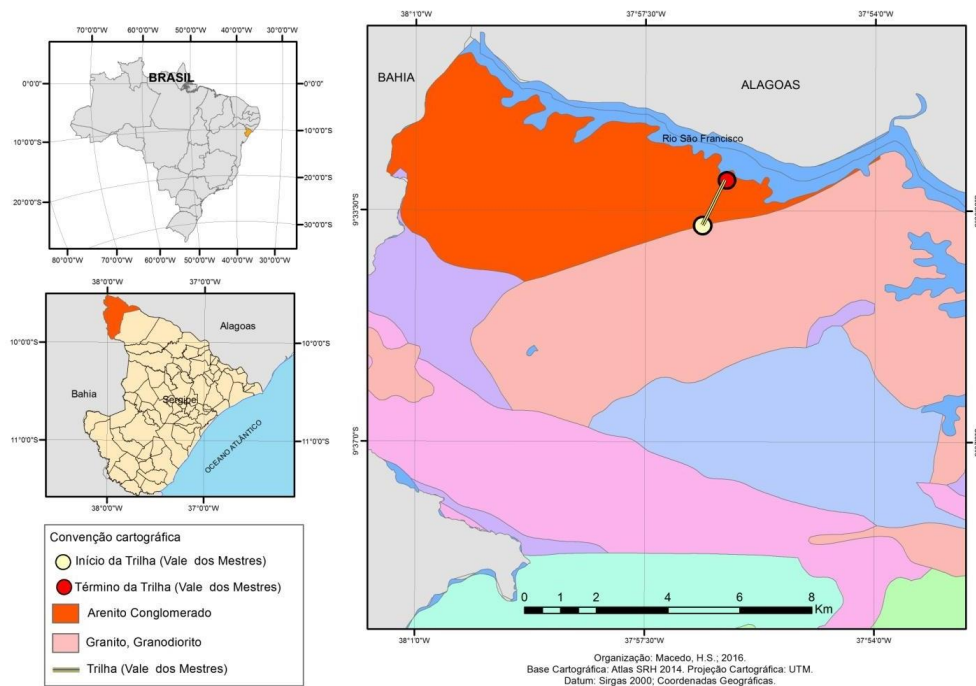 70°0'0"W 60°0'0"W 50°0'0"W 40°0'0"W 30°0'0"W
BRASIL
0°0'0" 0°0'0"
10°0'0"S 10°0'0"S
20°0'0"S 20°0'0"S
30°0'0"S
80°0'0"W 70°0'0"W 60°0'0"W 50°0'0"W 40°0'0"W
38°0'0"W 37°0'0"W
Alagoas
10°0'0"S 10°0'0"S
Bahia
Sergipe
11°0'0"S 11°0'0"S
OCEANO ATLÂNTICO
38°0'0"W 37°0'0"W
Convenção cartográfica
Início da Trilha (Vale dos Mestres)
Término da Trilha (Vale dos Mestres)
Arenito Conglomerado
Granito, Granodiorito
Trilha (Vale dos Mestres)
38°1'0"W 37°57'30"W 37°54'0"W
BAHIA
ALAGOAS
Rio São Francisco
9°33'30"S
9°37'0"S
0 1 2 4 6 8
Km
38°1'0"W 37°57'30"W 37°54'0"W
Organização: Macedo, H.S.; 2016.
Base Cartográfica: Atlas SRH 2014. Projeção Cartográfica: UTM.
Datum: Sirgas 2000; Coordenadas Geográficas.